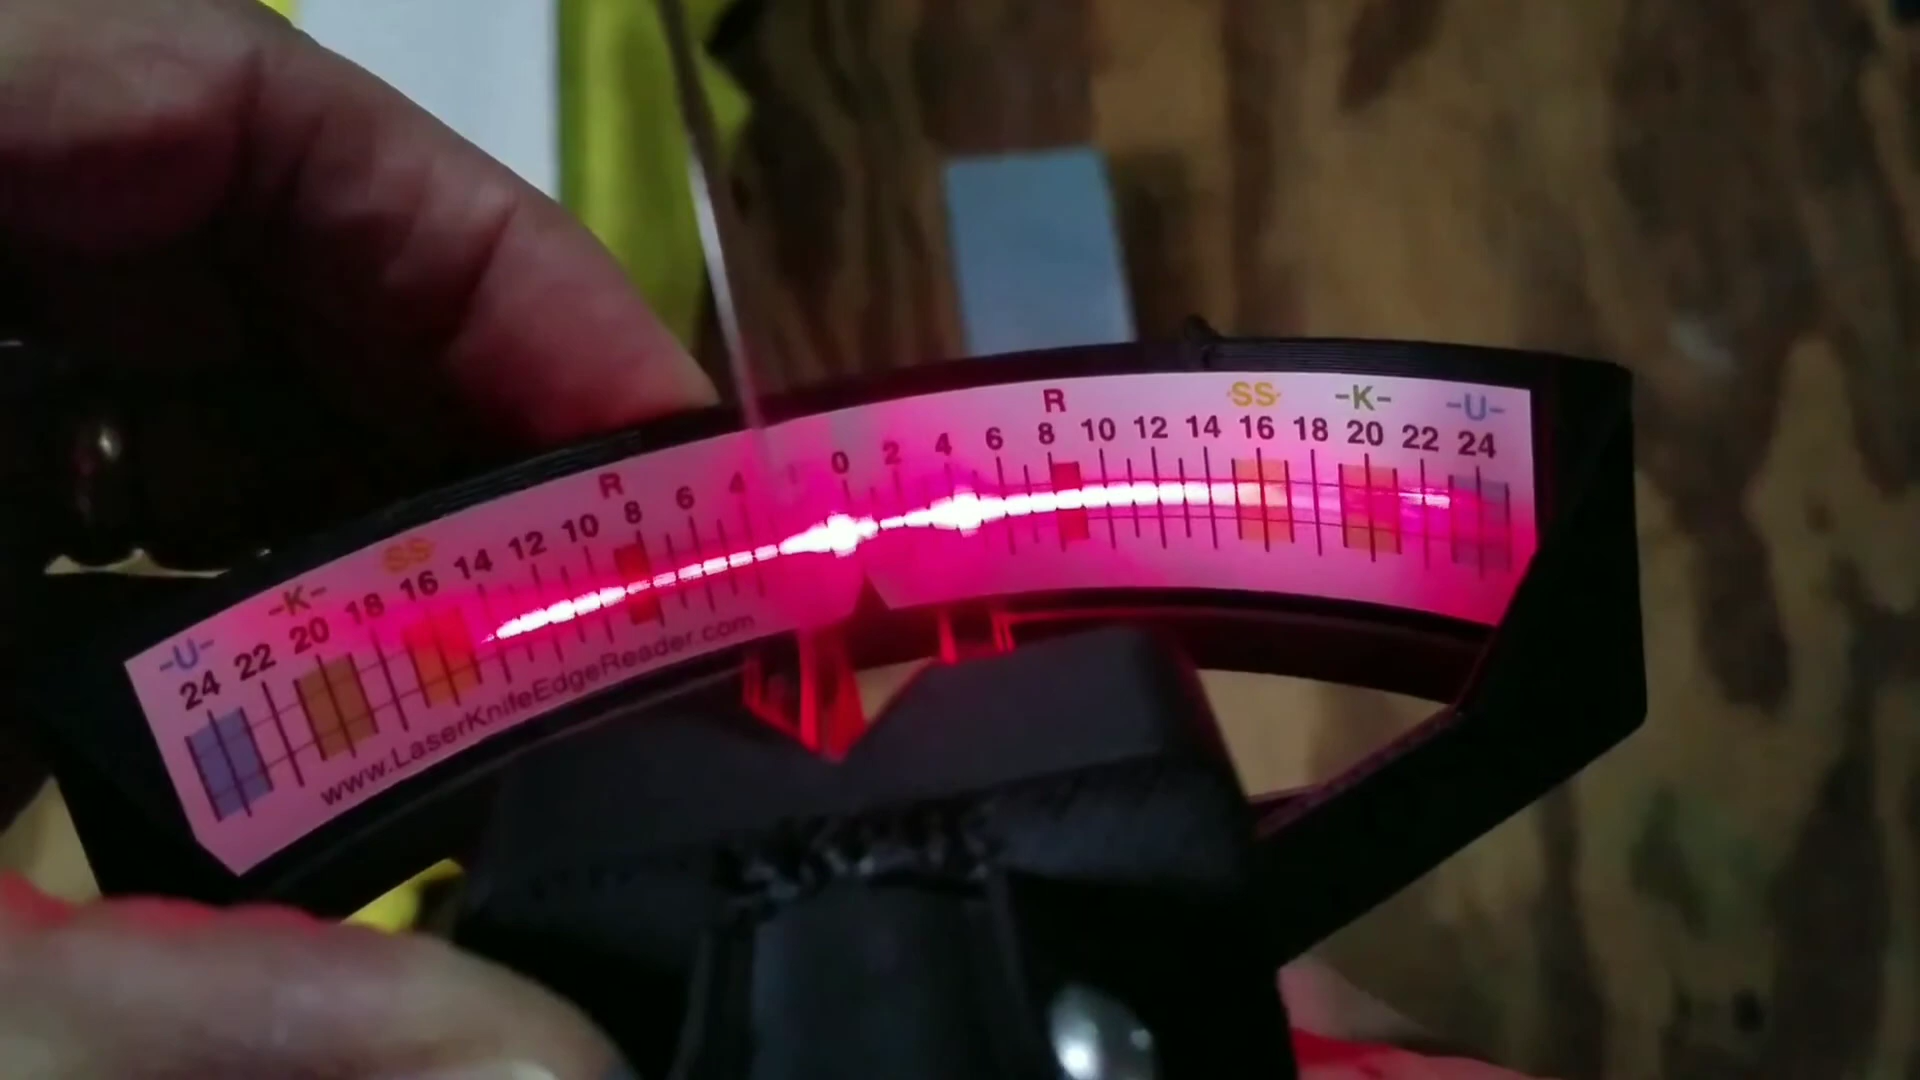 R -SS- -K- -U-
0 2 4 6 8 10 12 14 16 18 20 22 24
R
4 6 8 10 12 14 16 18 20 22 24
-SS-
-K-
-U-
www.LaserKnifeEdgeReader.com